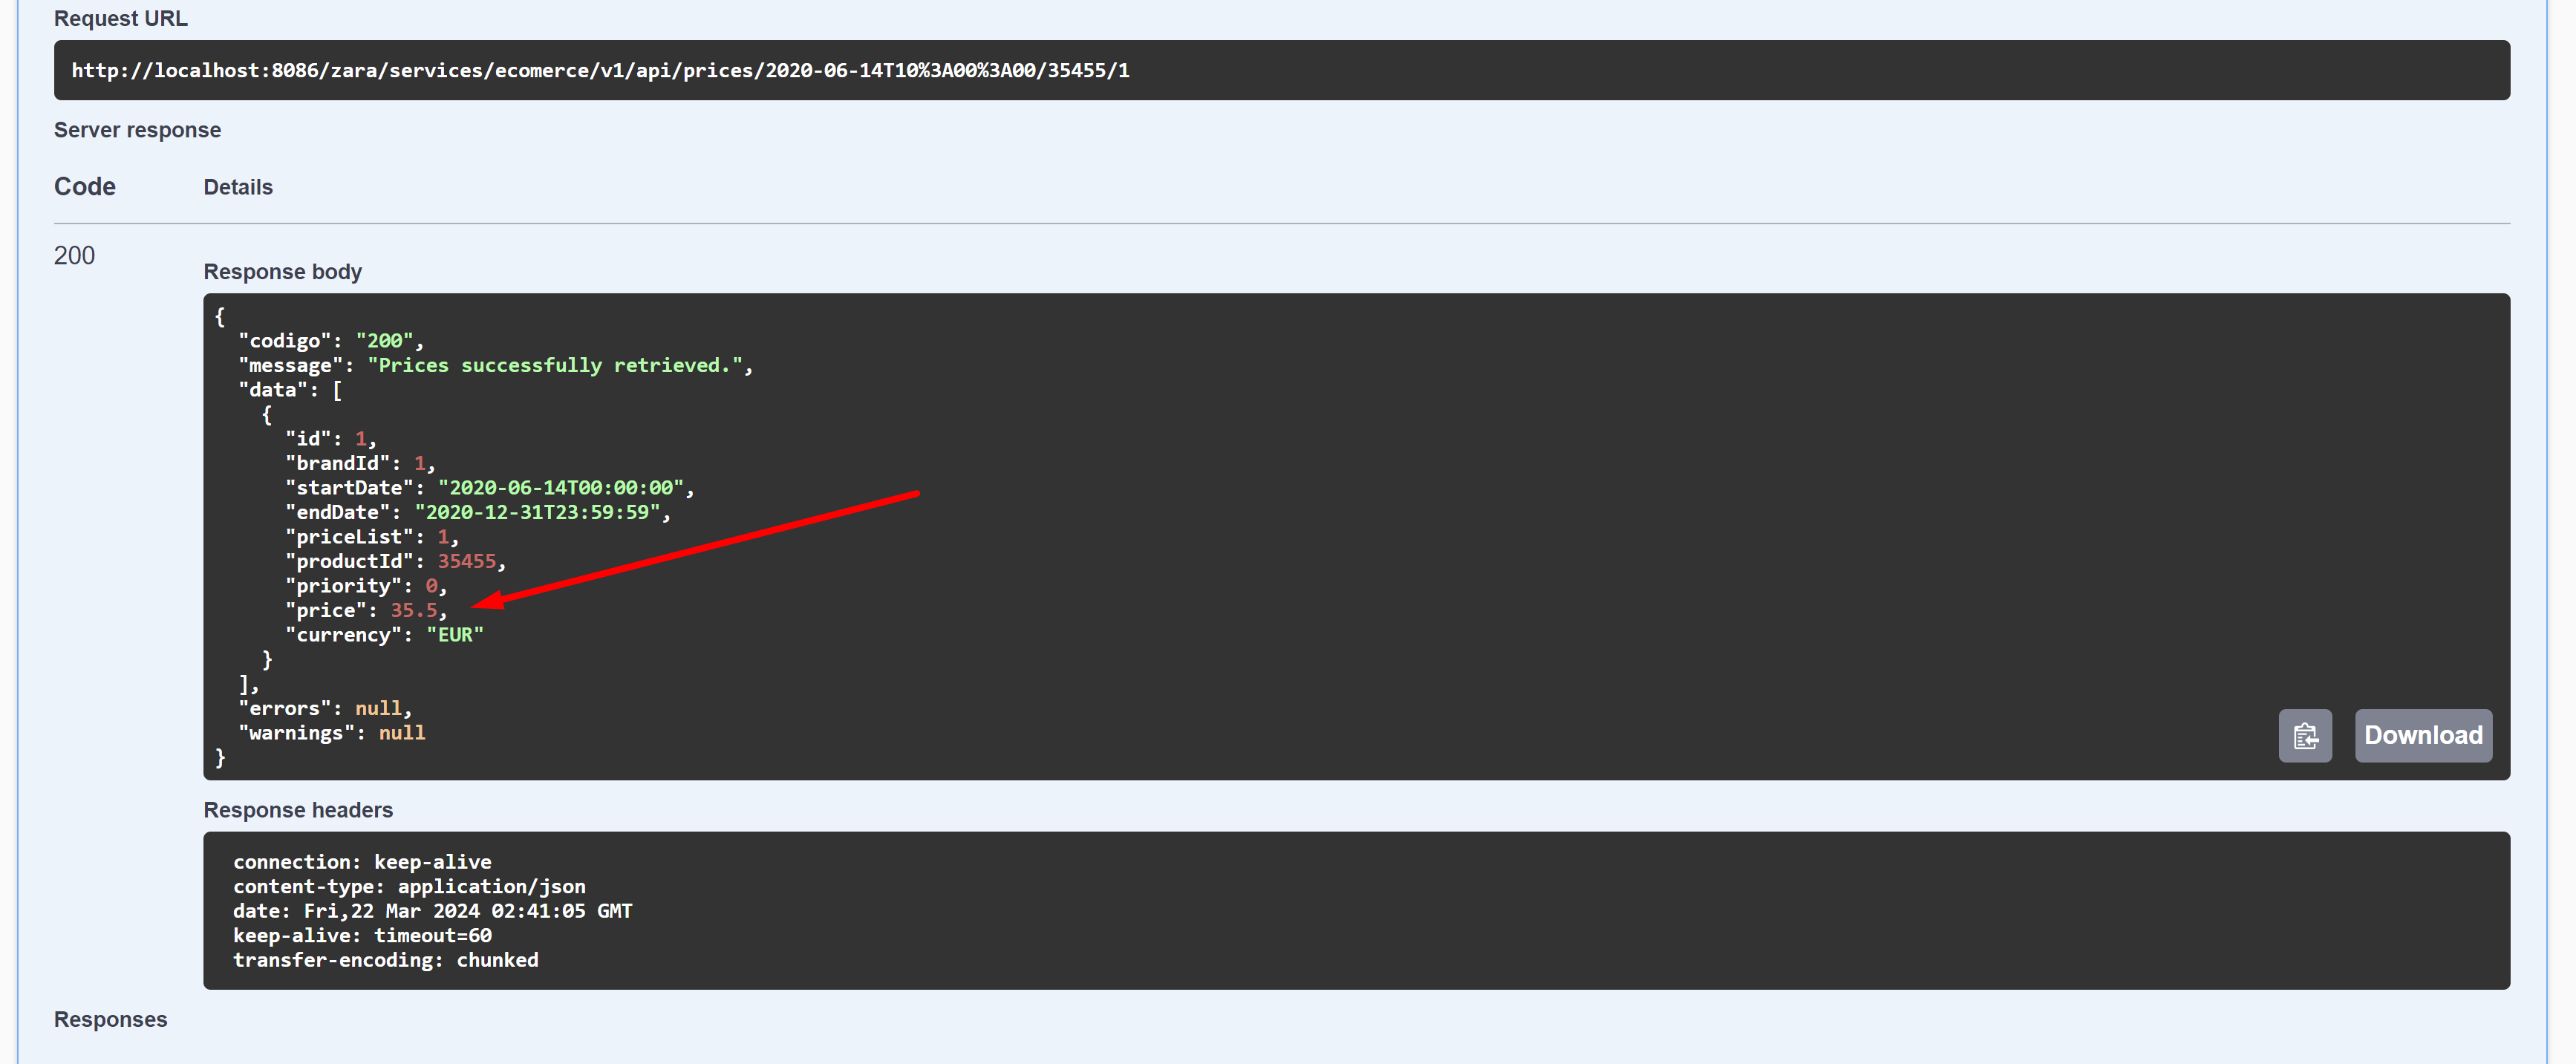 Request URL
http://localhost:8086/zara/services/ecomerce/v1/api/prices/2020-06-14T10%3A00%3A00/35455/1
Server response
Code Details
200
Response body
{
"codigo": "200",
"message": "Prices successfully retrieved.",
"data": [
{
"id": 1,
"brandId": 1,
"startDate": "2020-06-14T00:00:00",
"endDate": "2020-12-31T23:59:59",
"priceList": 1,
"productId": 35455,
"priority": 0,
"price": 35.5,
"currency": "EUR"
}
],
"errors": null,
"warnings": null
}
Download
Response headers
connection: keep-alive
content-type: application/json
date: Fri,22 Mar 2024 02:41:05 GMT
keep-alive: timeout=60
transfer-encoding: chunked
Responses